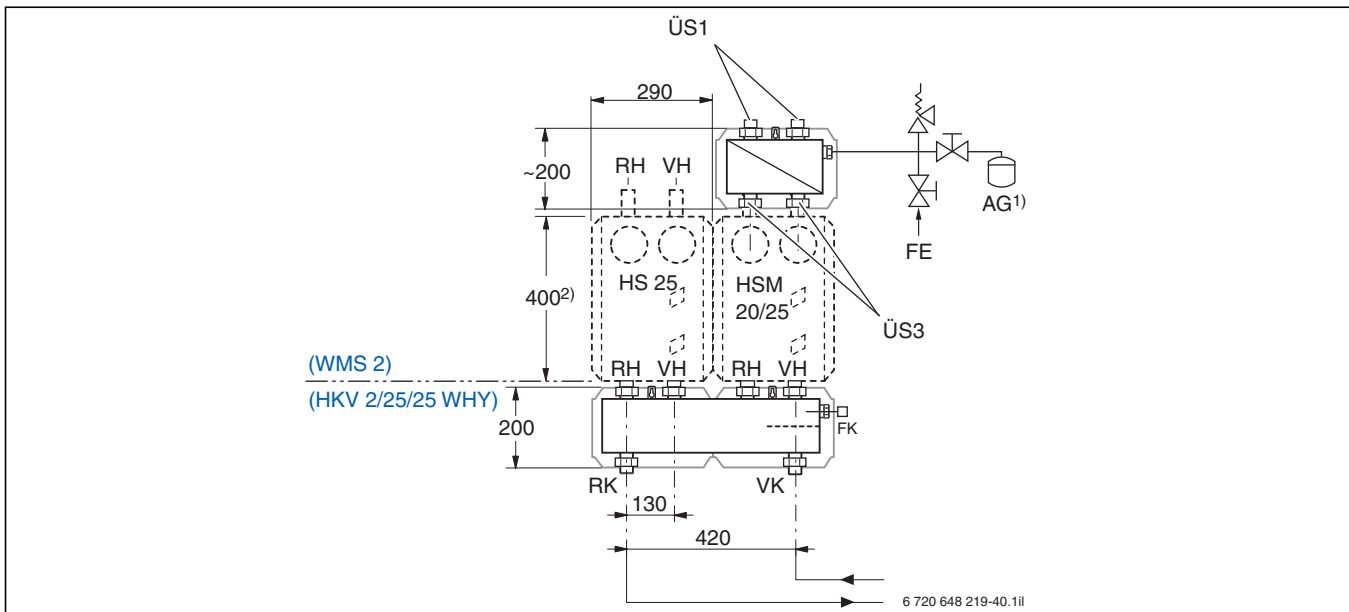 ÜS1
290
~200
RH VH
AG1)
FE
HS 25
HSM
20/25
4002)
ÜS3
(WMS 2)
RH VH RH VH
(HKV 2/25/25 WHY)
200
FK
RK
VK
130
420
6 720 648 219-40.1il